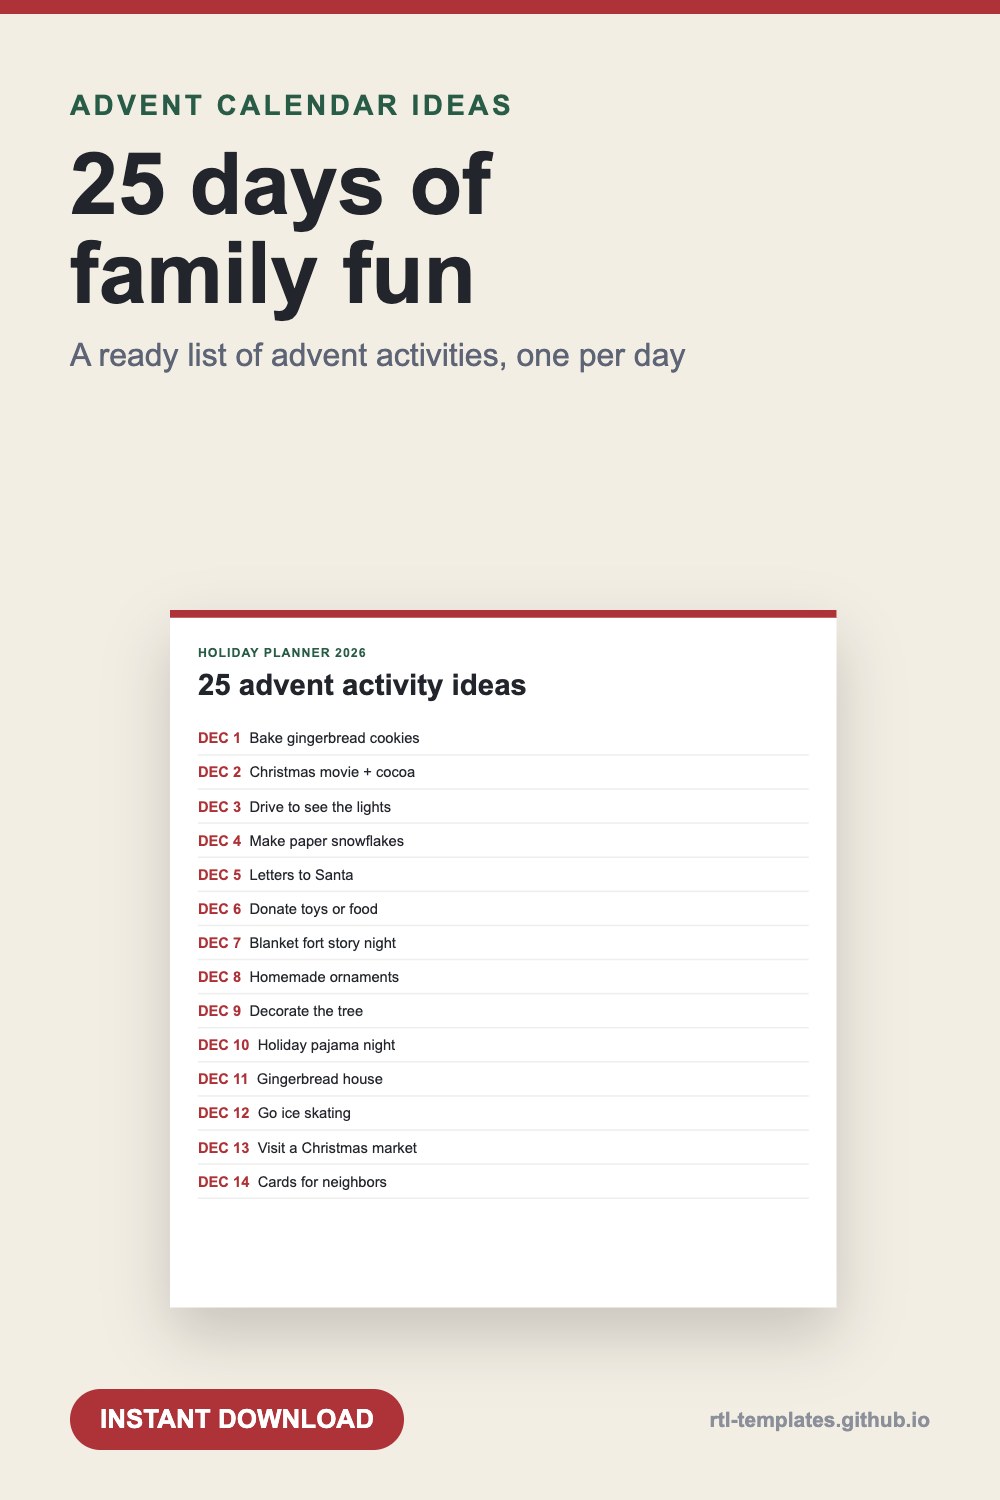 ADVENT CALENDAR IDEAS
25 days of
family fun
A ready list of advent activities, one per day
HOLIDAY PLANNER 2026
25 advent activity ideas
DEC 1 Bake gingerbread cookies
DEC 2 Christmas movie + cocoa
DEC 3 Drive to see the lights
DEC 4 Make paper snowflakes
DEC 5 Letters to Santa
DEC 6 Donate toys or food
DEC 7 Blanket fort story night
DEC 8 Homemade ornaments
DEC 9 Decorate the tree
DEC 10 Holiday pajama night
DEC 11 Gingerbread house
DEC 12 Go ice skating
DEC 13 Visit a Christmas market
DEC 14 Cards for neighbors
INSTANT DOWNLOAD
rtl-templates.github.io